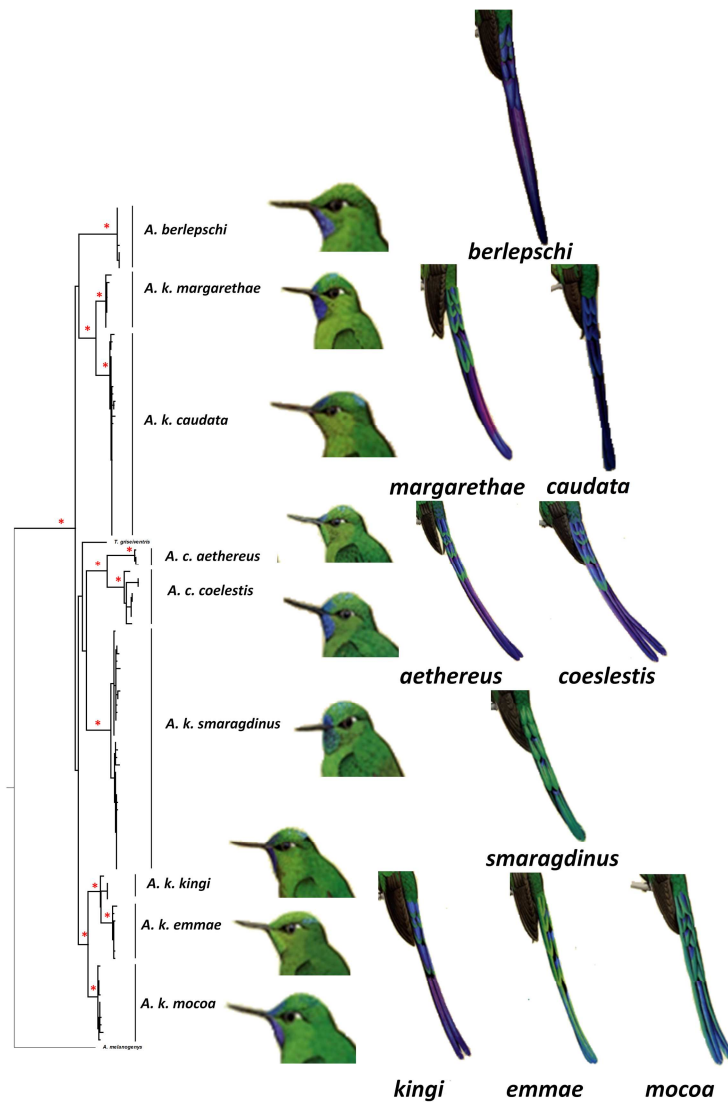 A. berlepschi
berlepschi
A. k. margarethae
A. k. caudata
margarethae caudata
T. griseiventris
A. c. aethereus
A. c. coelestis
aethereus coeslestis
A. k. smaragdinus
smaragdinus
A. k. kingi
A. k. emmae
A. k. mocoa
A. melanogenys
kingi emmae mocoa